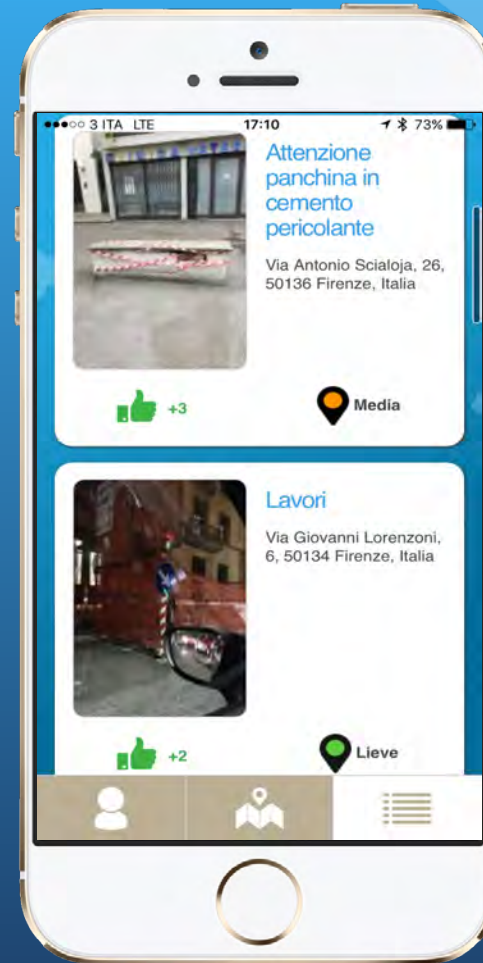 3 ITA LTE 17:10 73%
Attenzione
panchina in
cemento
pericolante
Via Antonio Scialoja, 26,
50136 Firenze, Italia
+3
Media
Lavori
Via Giovanni Lorenzoni,
6, 50134 Firenze, Italia
+2
Lieve